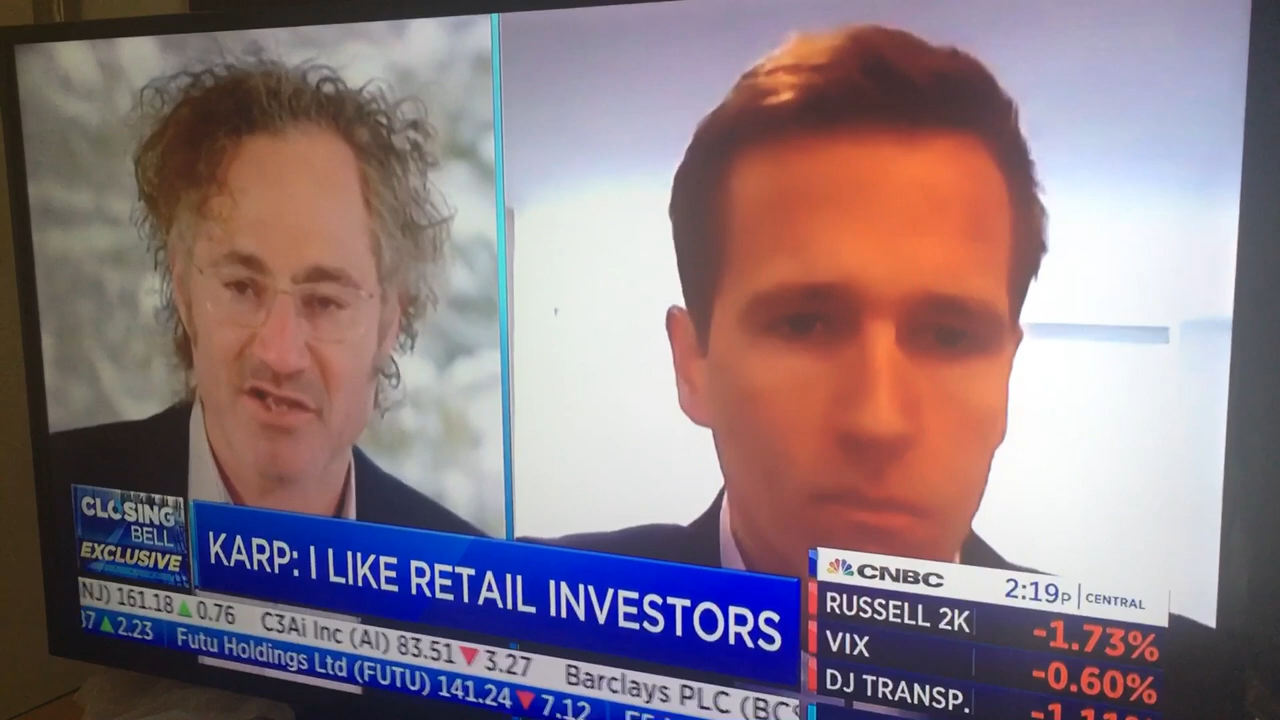 CLOSING
BELL
EXCLUSIVE
KARP: I LIKE RETAIL INVESTORS
NJ) 161.18 ▲ 0.76 C3Ai Inc (AI) 83.51 ▼ 3.27 Barclays PLC (BCS
37 ▲ 2.23 Futu Holdings Ltd (FUTU) 141.24 ▼ 7.12
CNBC 2:19P | CENTRAL
RUSSELL 2K -1.73%
VIX -0.60%
DJ TRANSP.